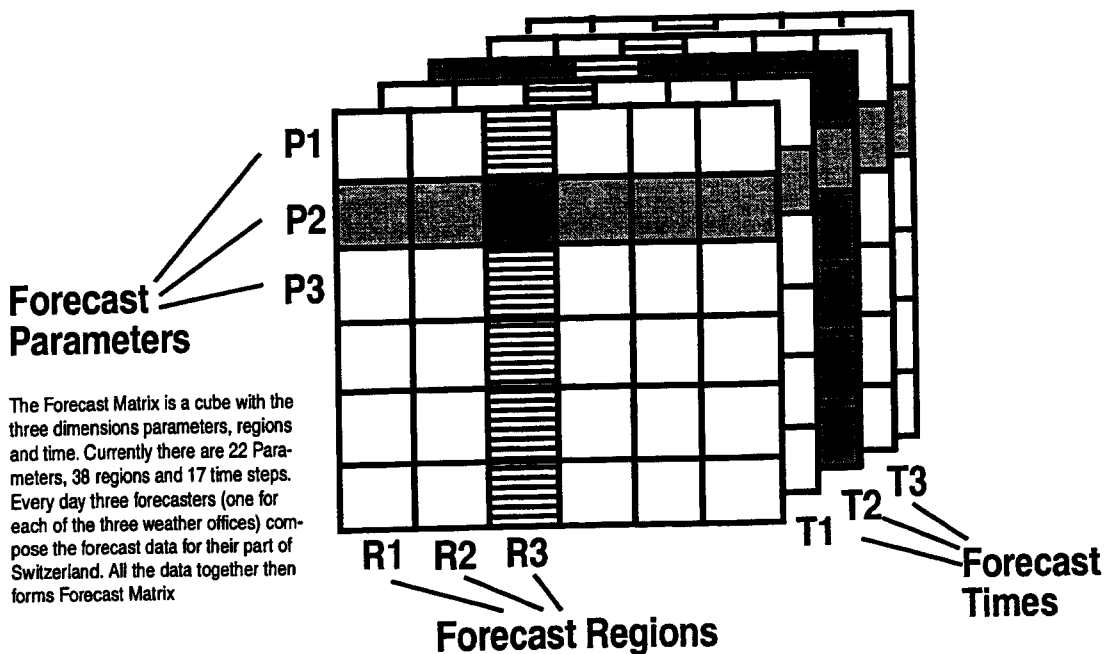 P1
P2
P3
Forecast
Parameters
The Forecast Matrix is a cube with the
three dimensions parameters, regions
and time. Currently there are 22 Para-
meters, 38 regions and 17 time steps.
Every day three forecasters (one for
each of the three weather offices) com-
pose the forecast data for their part of
Switzerland. All the data together then
forms Forecast Matrix
R1 R2 R3
Forecast Regions
T1
T2
T3
Forecast
Times